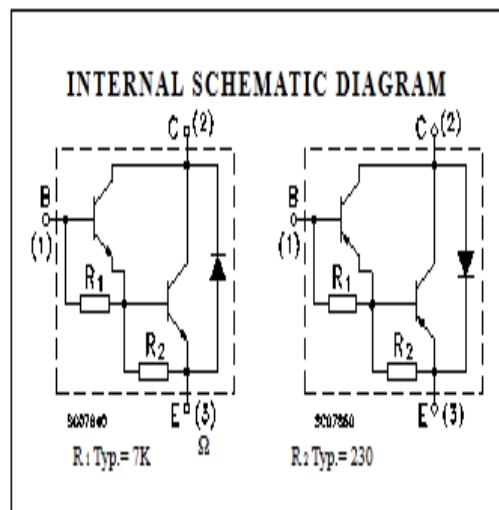 INTERNAL SCHEMATIC DIAGRAM
C (2)
B
(1)
R1
R2
E (3)
C (2)
B
(1)
R1
R2
E (3)
R1 Typ.= 7K Ω
R2 Typ.= 230